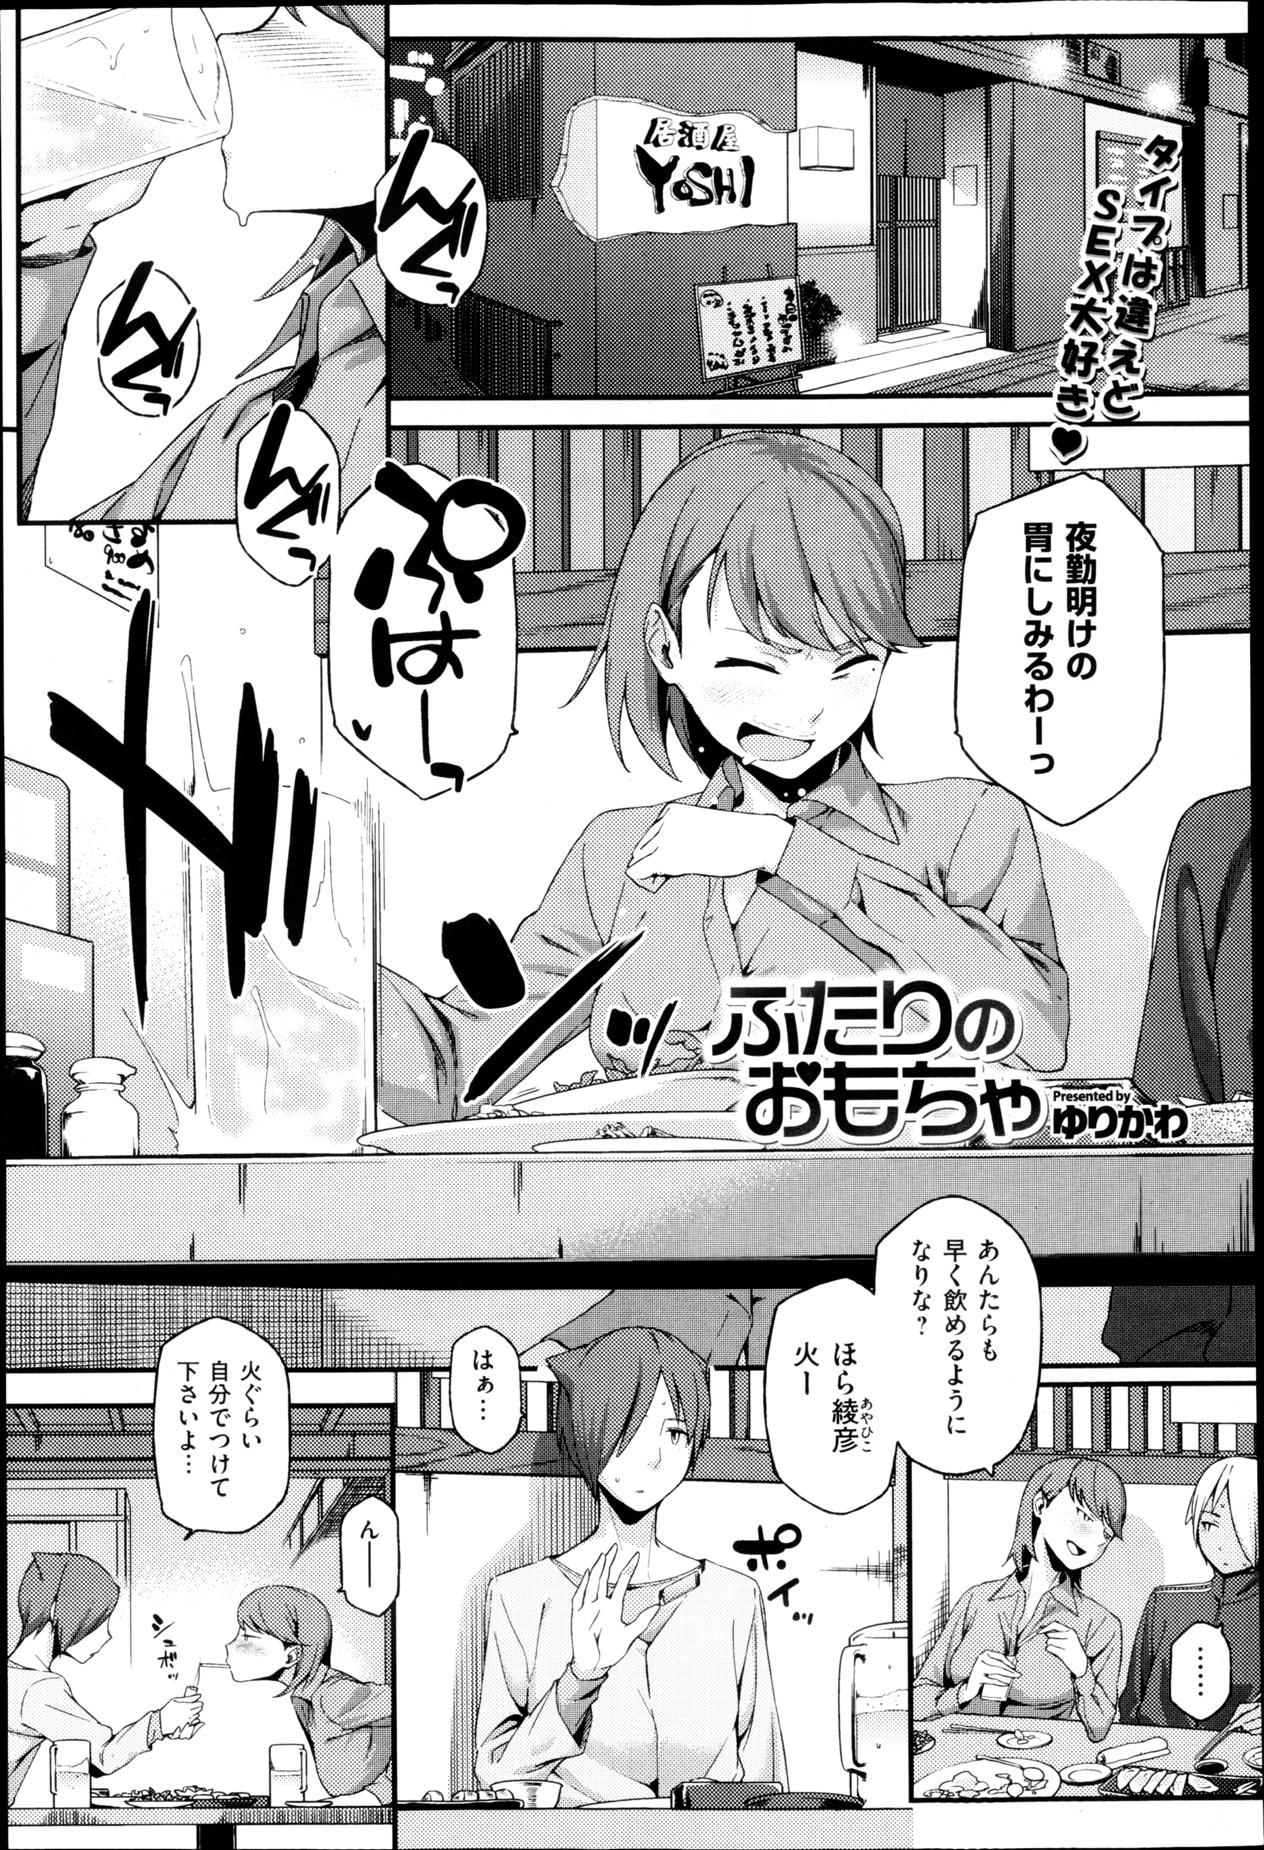 居酒屋
YOSHI
タイプは違えど
SEX大好き♥
んぐっ
んぐっ
んぐっ
ぷはーっ
夜勤明けの
胃にしみるわーっ
ドンッ
ふたりの
おもちゃ
Presented by
ゆりかわ
あんたらも
早く飲めるように
なりな?
ほら綾彦
あやひこ
火ー
………
はぁ…
ポイッ
んーー
火ぐらい
自分でつけて
下さいよ…
シュボッ